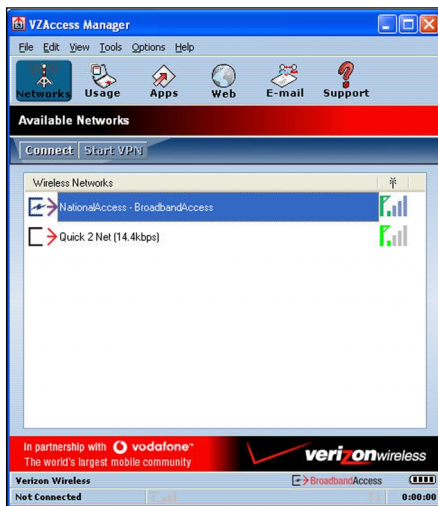 VZAccess Manager
File Edit View Tools Options Help
Networks Usage Apps Web E-mail Support
Available Networks
Connect Start VPN
Wireless Networks
NationalAccess - BroadbandAccess
Quick 2 Net (14.4kbps)
In partnership with vodafone™
The world's largest mobile community
verizonwireless
Verizon Wireless BroadbandAccess
Not Connected 0:00:00